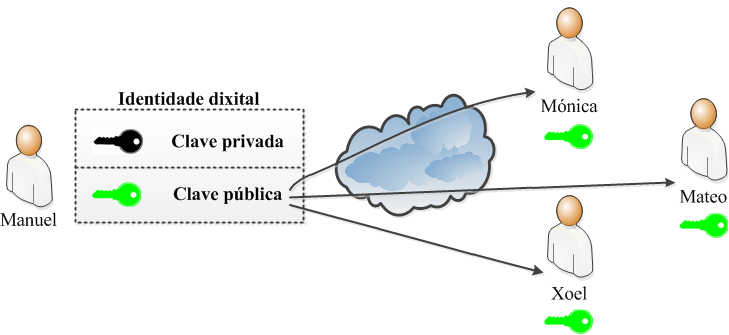 Identidade dixital
Clave privada
Clave pública
Manuel
Mónica
Mateo
Xoel